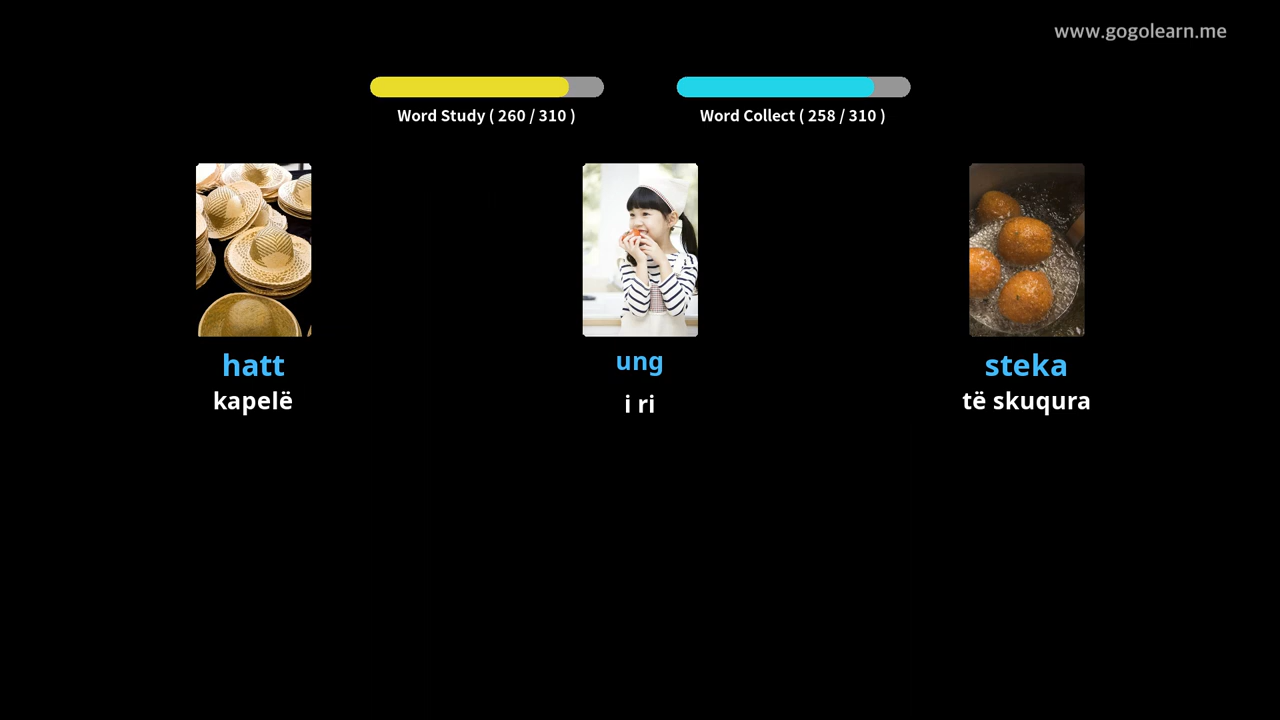 www.gogolearn.me
Word Study ( 260 / 310 )
Word Collect ( 258 / 310 )
hatt
kapelë
ung
i ri
steka
të skuqura